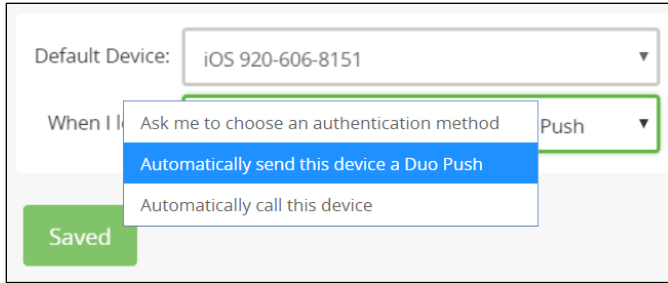 Default Device: iOS 920-606-8151
When I l Push
Ask me to choose an authentication method
Automatically send this device a Duo Push
Automatically call this device
Saved